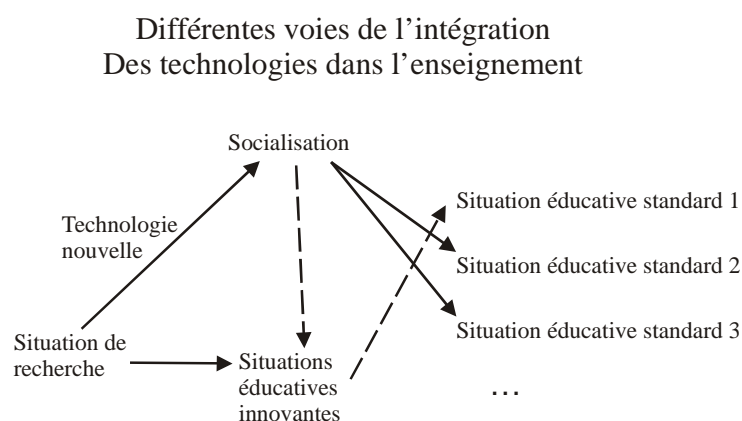 Différentes voies de l’intégration
Des technologies dans l’enseignement
Socialisation
Technologie
nouvelle
Situation de
recherche
Situations
éducatives
innovantes
Situation éducative standard 1
Situation éducative standard 2
Situation éducative standard 3
...